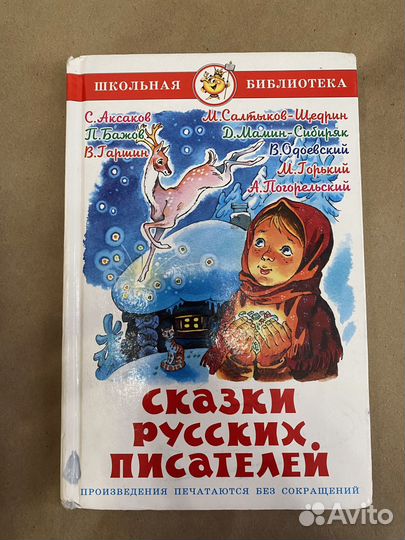 ШКОЛЬНАЯ БИБЛИОТЕКА
С.Аксаков
П.Бажов
В.Гаршин
М.Салтыков-Щедрин
Д.Мамин-Сибиряк
В.Одоевский
М.Горький
А.Погорельский
СКАЗКИ
РУССКИХ
ПИСАТЕЛЕЙ
ПРОИЗВЕДЕНИЯ ПЕЧАТАЮТСЯ БЕЗ СОКРАЩЕНИЙ
Avito